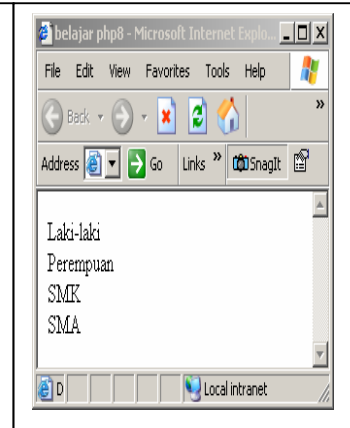 belajar php8 - Microsoft Internet Explo...
File Edit View Favorites Tools Help
Back
Address Go Links » SnagIt
Laki-laki
Perempuan
SMK
SMA
D Local intranet